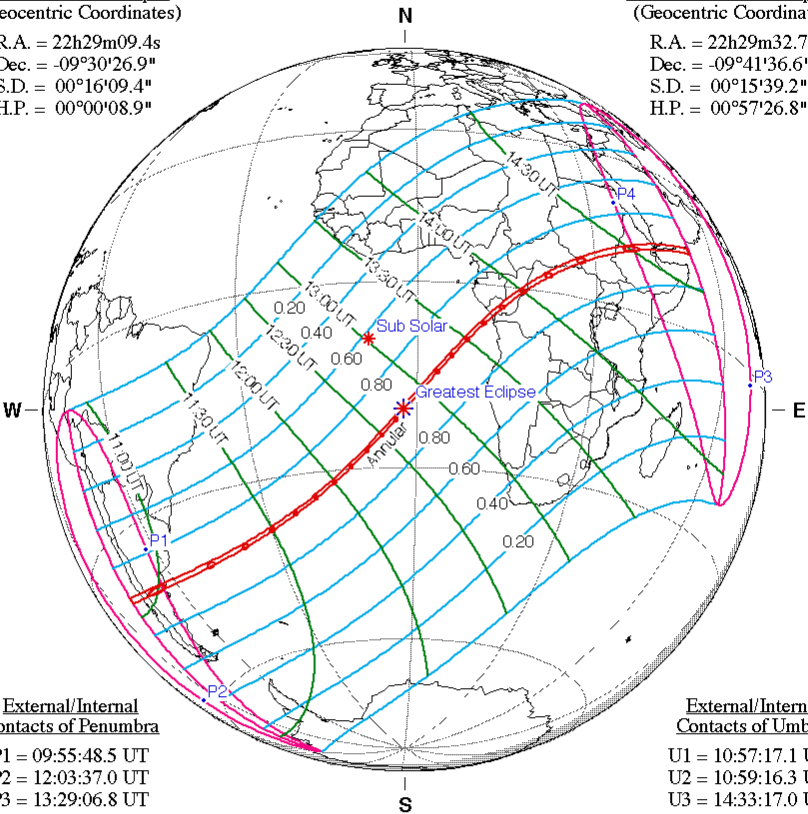 eocentric Coordinates)
R.A. = 22h29m09.4s
Dec. = -09°30'26.9"
S.D. = 00°16'09.4"
H.P. = 00°00'08.9"
N
(Geocentric Coordina
R.A. = 22h29m32.7
Dec. = -09°41'36.6'
S.D. = 00°15'39.2"
H.P. = 00°57'26.8"
14:30 UT
P4
14:00 UT
13:30 UT
13:00 UT
12:30 UT
12:00 UT
11:30 UT
11:00 UT
0.20
0.40
0.60
0.80
Sub Solar
Greatest Eclipse
P3
W
E
Annular
0.80
0.60
0.40
0.20
P1
P2
External/Internal
ontacts of Penumbra
P1 = 09:55:48.5 UT
P2 = 12:03:37.0 UT
P3 = 13:29:06.8 UT
S
External/Intern
Contacts of Umb
U1 = 10:57:17.1 U
U2 = 10:59:16.3 U
U3 = 14:33:17.0 U